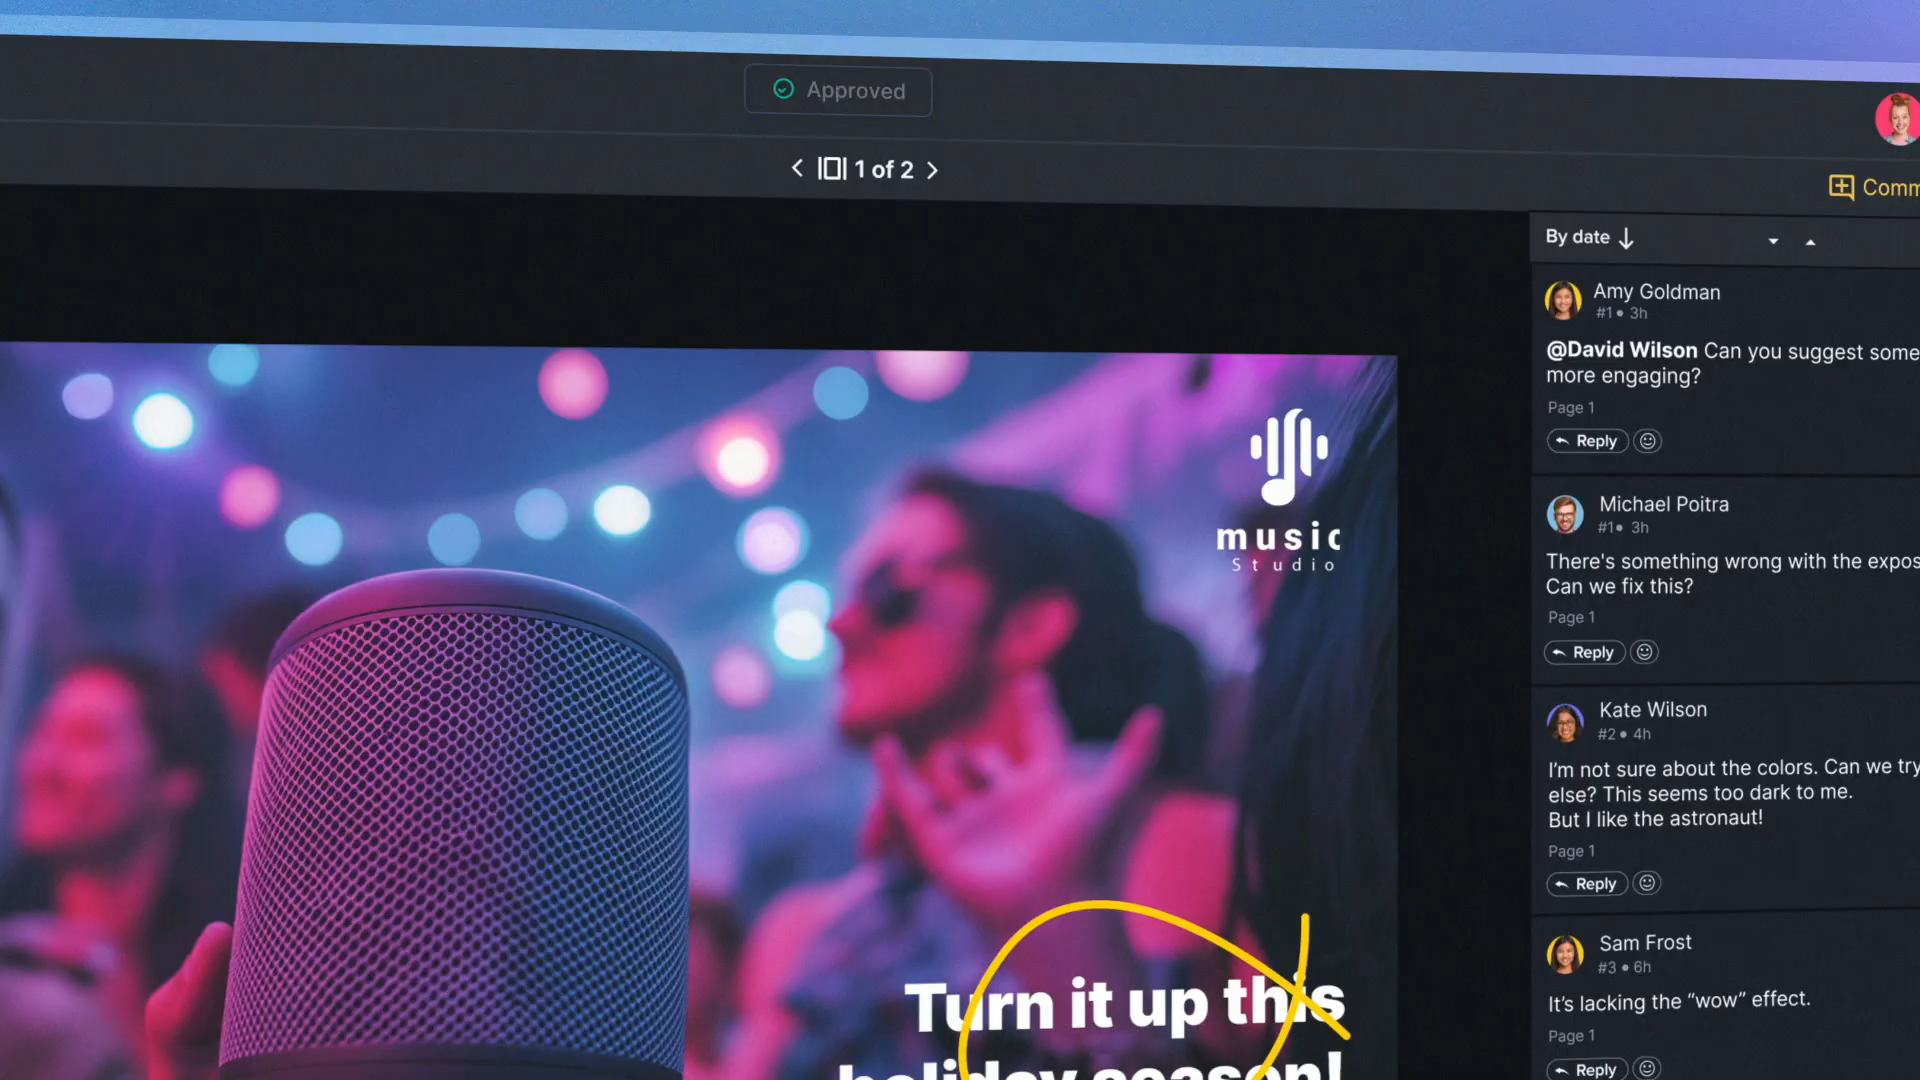 Approved
1 of 2
Comm
By date
Amy Goldman
#1 • 3h
@David Wilson Can you suggest some
more engaging?
Page 1
Reply
Michael Poitra
#1 • 3h
There's something wrong with the expos
Can we fix this?
Page 1
Reply
Kate Wilson
#2 • 4h
I'm not sure about the colors. Can we try
else? This seems too dark to me.
But I like the astronaut!
Page 1
Reply
Sam Frost
#3 • 6h
It's lacking the “wow” effect.
Page 1
Reply
music
Studio
Turn it up this
holiday season!